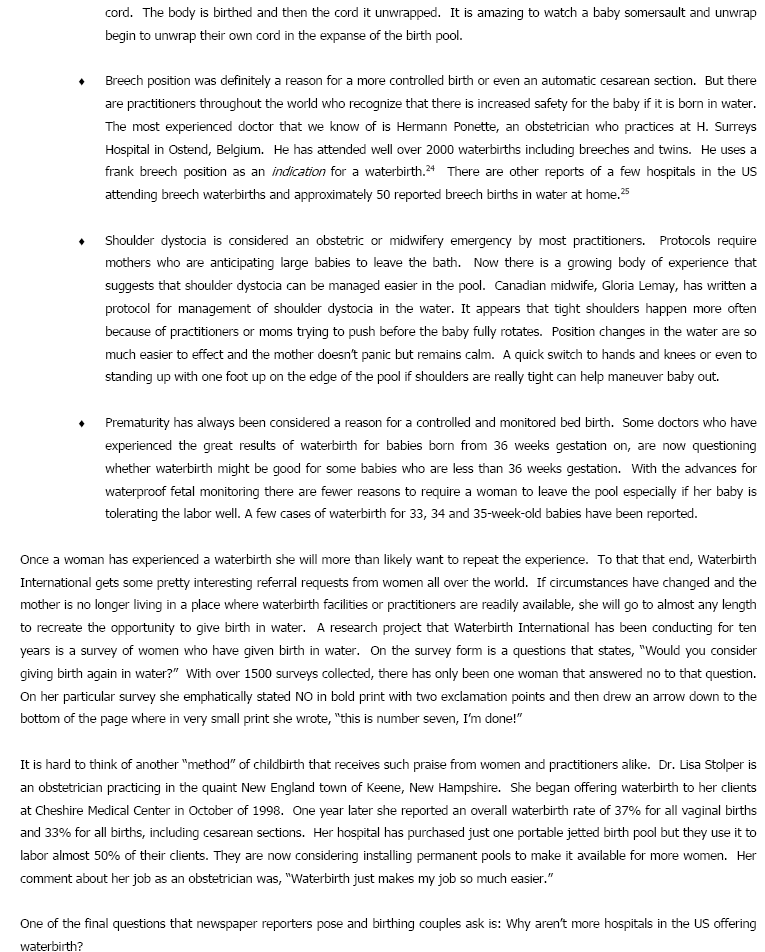 cord. The body is birthed and then the cord it unwrapped. It is amazing to watch a baby somersault and unwrap
begin to unwrap their own cord in the expanse of the birth pool.
♦ Breech position was definitely a reason for a more controlled birth or even an automatic cesarean section. But there
are practitioners throughout the world who recognize that there is increased safety for the baby if it is born in water.
The most experienced doctor that we know of is Hermann Ponette, an obstetrician who practices at H. Surreys
Hospital in Ostend, Belgium. He has attended well over 2000 waterbirths including breeches and twins. He uses a
frank breech position as an indication for a waterbirth.24 There are other reports of a few hospitals in the US
attending breech waterbirths and approximately 50 reported breech births in water at home.25
♦ Shoulder dystocia is considered an obstetric or midwifery emergency by most practitioners. Protocols require
mothers who are anticipating large babies to leave the bath. Now there is a growing body of experience that
suggests that shoulder dystocia can be managed easier in the pool. Canadian midwife, Gloria Lemay, has written a
protocol for management of shoulder dystocia in the water. It appears that tight shoulders happen more often
because of practitioners or moms trying to push before the baby fully rotates. Position changes in the water are so
much easier to effect and the mother doesn't panic but remains calm. A quick switch to hands and knees or even to
standing up with one foot up on the edge of the pool if shoulders are really tight can help maneuver baby out.
♦ Prematurity has always been considered a reason for a controlled and monitored bed birth. Some doctors who have
experienced the great results of waterbirth for babies born from 36 weeks gestation on, are now questioning
whether waterbirth might be good for some babies who are less than 36 weeks gestation. With the advances for
waterproof fetal monitoring there are fewer reasons to require a woman to leave the pool especially if her baby is
tolerating the labor well. A few cases of waterbirth for 33, 34 and 35-week-old babies have been reported.
Once a woman has experienced a waterbirth she will more than likely want to repeat the experience. To that that end, Waterbirth
International gets some pretty interesting referral requests from women all over the world. If circumstances have changed and the
mother is no longer living in a place where waterbirth facilities or practitioners are readily available, she will go to almost any length
to recreate the opportunity to give birth in water. A research project that Waterbirth International has been conducting for ten
years is a survey of women who have given birth in water. On the survey form is a questions that states, "Would you consider
giving birth again in water?" With over 1500 surveys collected, there has only been one woman that answered no to that question.
On her particular survey she emphatically stated NO in bold print with two exclamation points and then drew an arrow down to the
bottom of the page where in very small print she wrote, "this is number seven, I'm done!"
It is hard to think of another "method" of childbirth that receives such praise from women and practitioners alike. Dr. Lisa Stolper is
an obstetrician practicing in the quaint New England town of Keene, New Hampshire. She began offering waterbirth to her clients
at Cheshire Medical Center in October of 1998. One year later she reported an overall waterbirth rate of 37% for all vaginal births
and 33% for all births, including cesarean sections. Her hospital has purchased just one portable jetted birth pool but they use it to
labor almost 50% of their clients. They are now considering installing permanent pools to make it available for more women. Her
comment about her job as an obstetrician was, "Waterbirth just makes my job so much easier."
One of the final questions that newspaper reporters pose and birthing couples ask is: Why aren't more hospitals in the US offering
waterbirth?